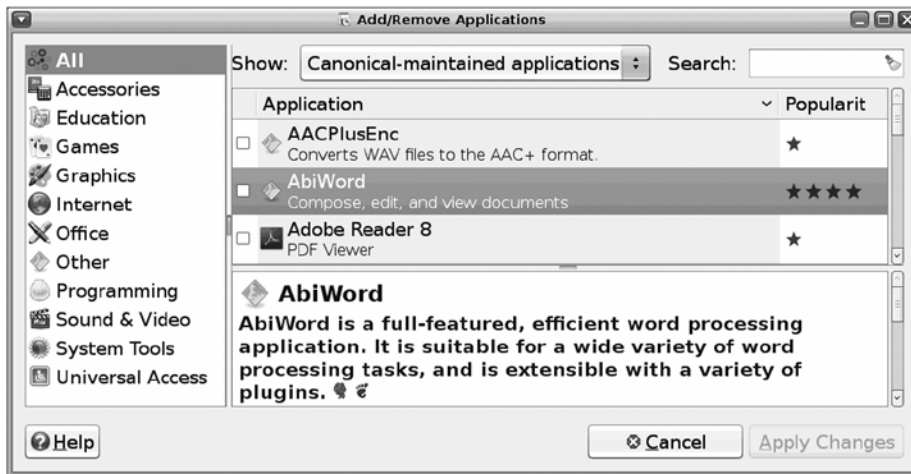 Add/Remove Applications
All
Accessories
Education
Games
Graphics
Internet
Office
Other
Programming
Sound & Video
System Tools
Universal Access
Show: Canonical-maintained applications Search:
Application Popularit
AACPlusEnc
Converts WAV files to the AAC+ format.
AbiWord
Compose, edit, and view documents
Adobe Reader 8
PDF Viewer
AbiWord
AbiWord is a full-featured, efficient word processing
application. It is suitable for a wide variety of word
processing tasks, and is extensible with a variety of
plugins.
Help Cancel Apply Changes